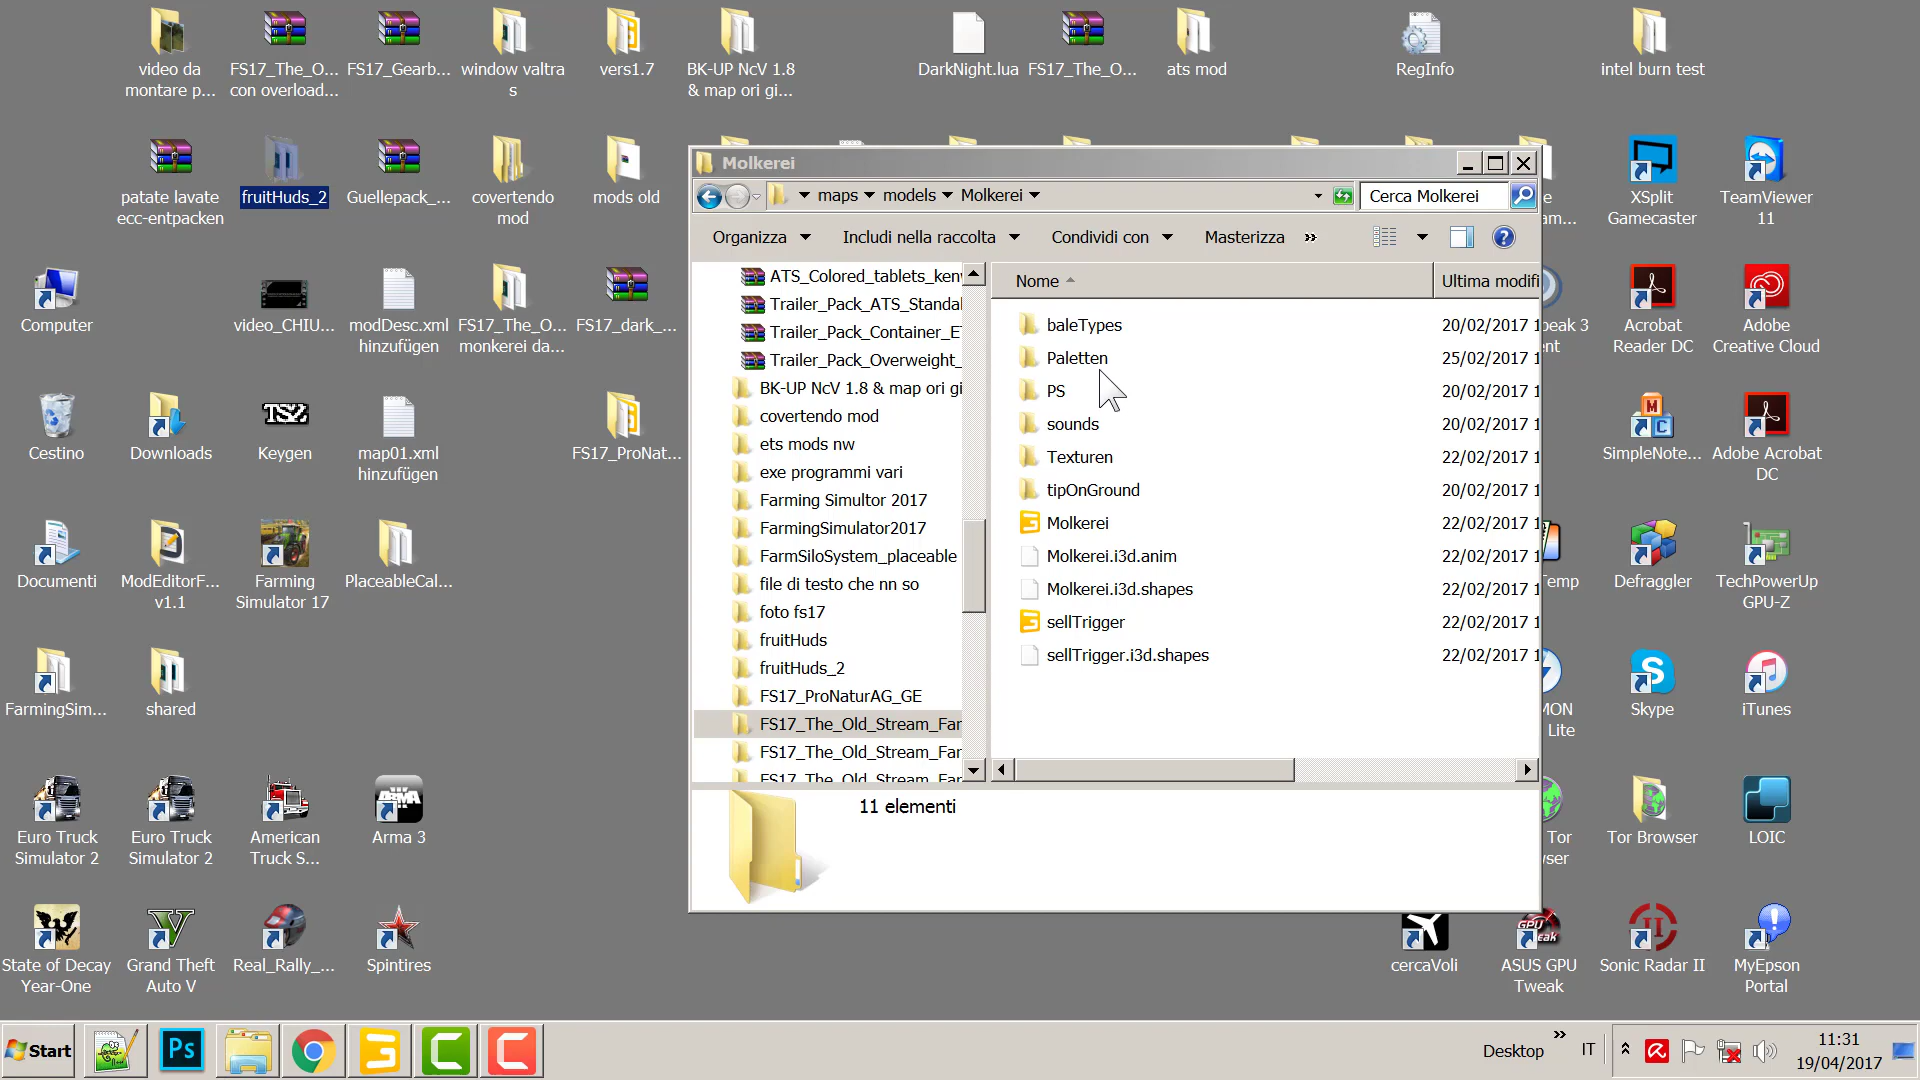 video da
montare p...
FS17_The_O...
con overload...
FS17_Gearb...
window valtra
s
vers1.7
BK-UP NcV 1.8
& map ori gi...
DarkNight.lua
FS17_The_O...
ats mod
RegInfo
intel burn test
patate lavate
ecc-entpacken
fruitHuds_2
Guellepack_...
covertendo
mod
mods old
XSplit
Gamecaster
TeamViewer
11
Computer
video_CHIU...
modDesc.xml
hinzufügen
FS17_The_O...
monkerei da...
FS17_dark_...
Acrobat
Reader DC
Adobe
Creative Cloud
Cestino
Downloads
Keygen
map01.xml
hinzufügen
FS17_ProNat...
SimpleNote...
Adobe Acrobat
DC
Documenti
ModEditorF...
v1.1
Farming
Simulator 17
PlaceableCal...
Defraggler
TechPowerUp
GPU-Z
FarmingSim...
shared
Skype
iTunes
Euro Truck
Simulator 2
Euro Truck
Simulator 2
American
Truck S...
Arma 3
Tor Browser
LOIC
State of Decay
Year-One
Grand Theft
Auto V
Real_Rally_...
Spintires
cercaVoli
ASUS GPU
Tweak
Sonic Radar II
MyEpson
Portal
Molkerei
maps
models
Molkerei
Cerca Molkerei
Organizza
Includi nella raccolta
Condividi con
Masterizza
ATS_Colored_tablets_kenw
Trailer_Pack_ATS_Standal
Trailer_Pack_Container_ET
Trailer_Pack_Overweight_
BK-UP NcV 1.8 & map ori gi
covertendo mod
ets mods nw
exe programmi vari
Farming Simultor 2017
FarmingSimulator2017
FarmSiloSystem_placeable
file di testo che nn so
foto fs17
fruitHuds
fruitHuds_2
FS17_ProNaturAG_GE
FS17_The_Old_Stream_Far
FS17_The_Old_Stream_Far
FS17_The_Old_Stream_Far
Nome
Ultima modifi
baleTypes 20/02/2017 1
Paletten 25/02/2017 1
PS 20/02/2017 1
sounds 20/02/2017 1
Texturen 22/02/2017 1
tipOnGround 20/02/2017 1
Molkerei 22/02/2017 1
Molkerei.i3d.anim 22/02/2017 1
Molkerei.i3d.shapes 22/02/2017 1
sellTrigger 22/02/2017 1
sellTrigger.i3d.shapes 22/02/2017 1
11 elementi
Start
Ps
Desktop
IT
11:31
19/04/2017